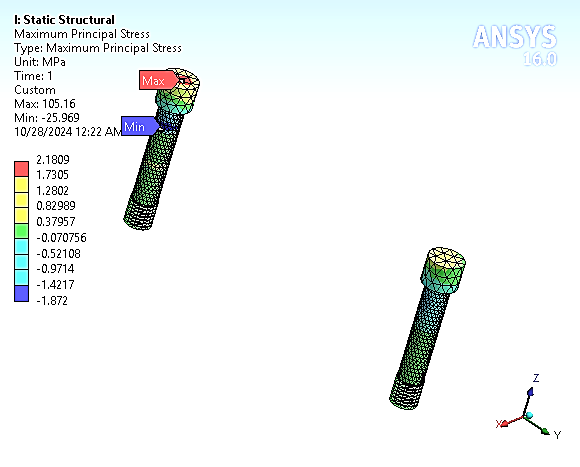 I: Static Structural
Maximum Principal Stress
Type: Maximum Principal Stress
Unit: MPa
Time: 1
Custom
Max: 105.16
Min: -25.969
10/28/2024 12:22 AM
2.1809
1.7305
1.2802
0.82989
0.37957
-0.070756
-0.52108
-0.9714
-1.4217
-1.872
Max
Min
ANSYS
16.0
Z
X
Y